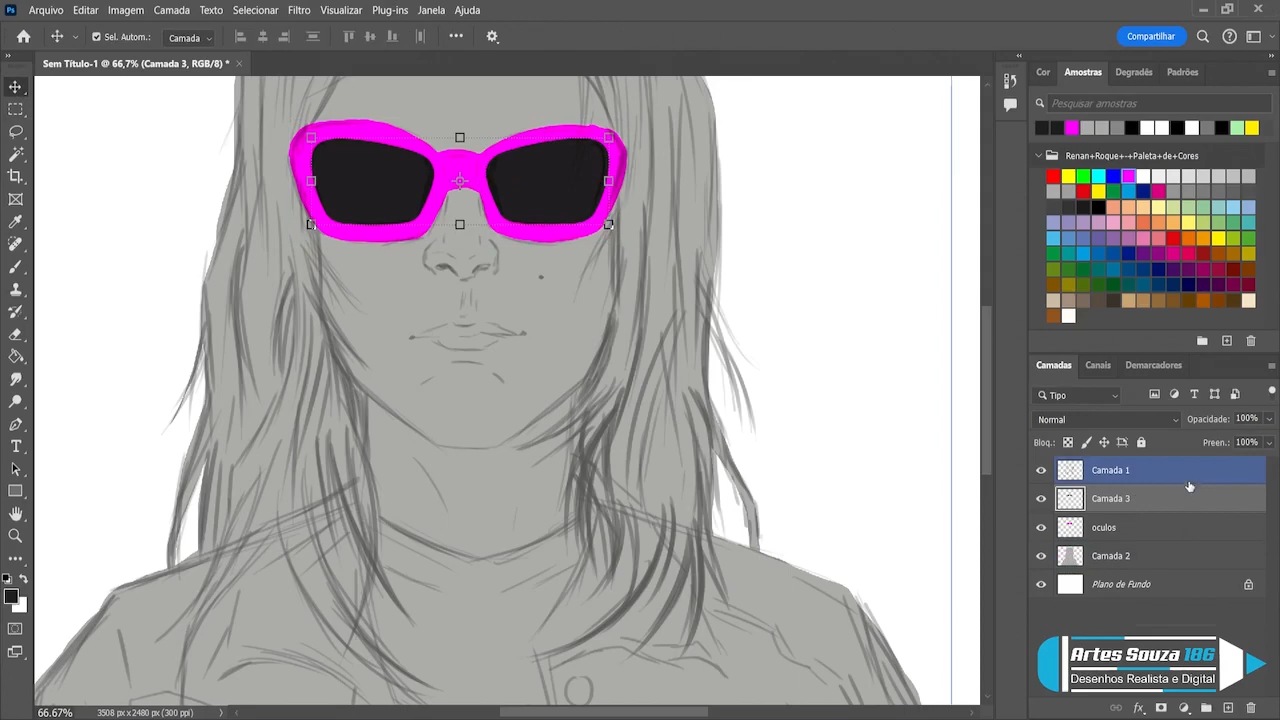 Ps Arquivo Editar Imagem Camada Texto Selecionar Filtro Visualizar Plug-ins Janela Ajuda
Sel. Autom.: Camada Compartilhar
Sem Título-1 @ 66,7% (Camada 3, RGB/8) *
Cor Amostras Degradês Padrões
Pesquisar amostras
Renan+Roque+-+Paleta+de+Cores
Camadas Canais Demarcadores
Tipo
Normal Opacidade: 100%
Bloq.: Preen.: 100%
Camada 1
Camada 3
oculos
Camada 2
Plano de Fundo
Artes Souza 186
Desenhos Realista e Digital
66.67% 3508 px x 2480 px (300 ppi)